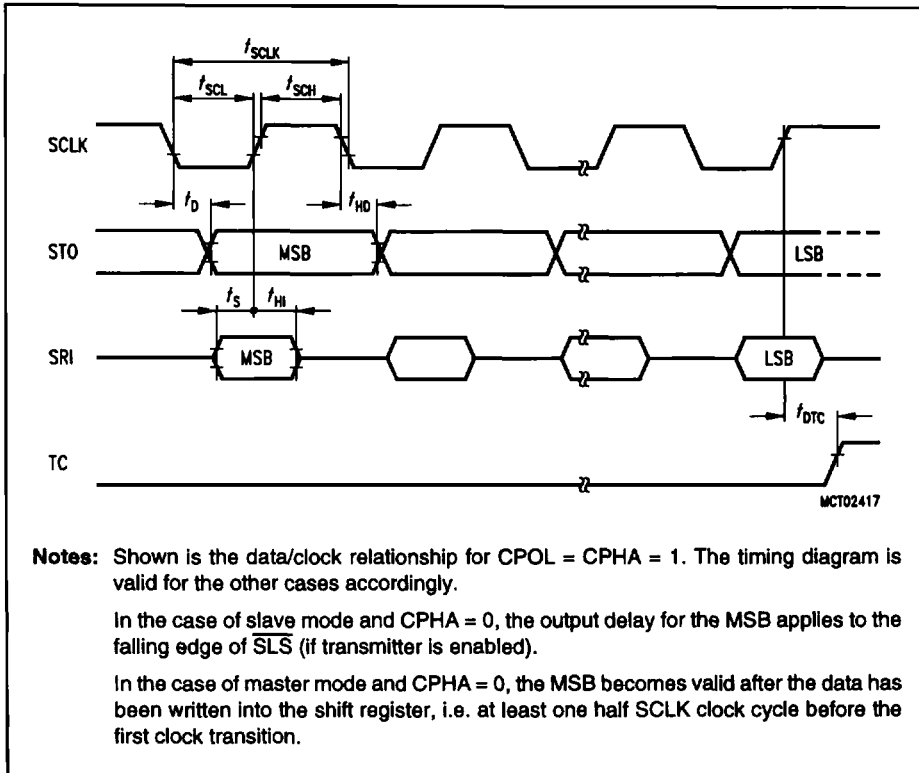 tSCLK
tSCL tSCH
SCLK
tD tHD
STO MSB LSB
tS tHI
SRI MSB LSB
tDTC
TC
MCT02417
Notes: Shown is the data/clock relationship for CPOL = CPHA = 1. The timing diagram is
valid for the other cases accordingly.
In the case of slave mode and CPHA = 0, the output delay for the MSB applies to the
falling edge of S̅L̅S̅ (if transmitter is enabled).
In the case of master mode and CPHA = 0, the MSB becomes valid after the data has
been written into the shift register, i.e. at least one half SCLK clock cycle before the
first clock transition.